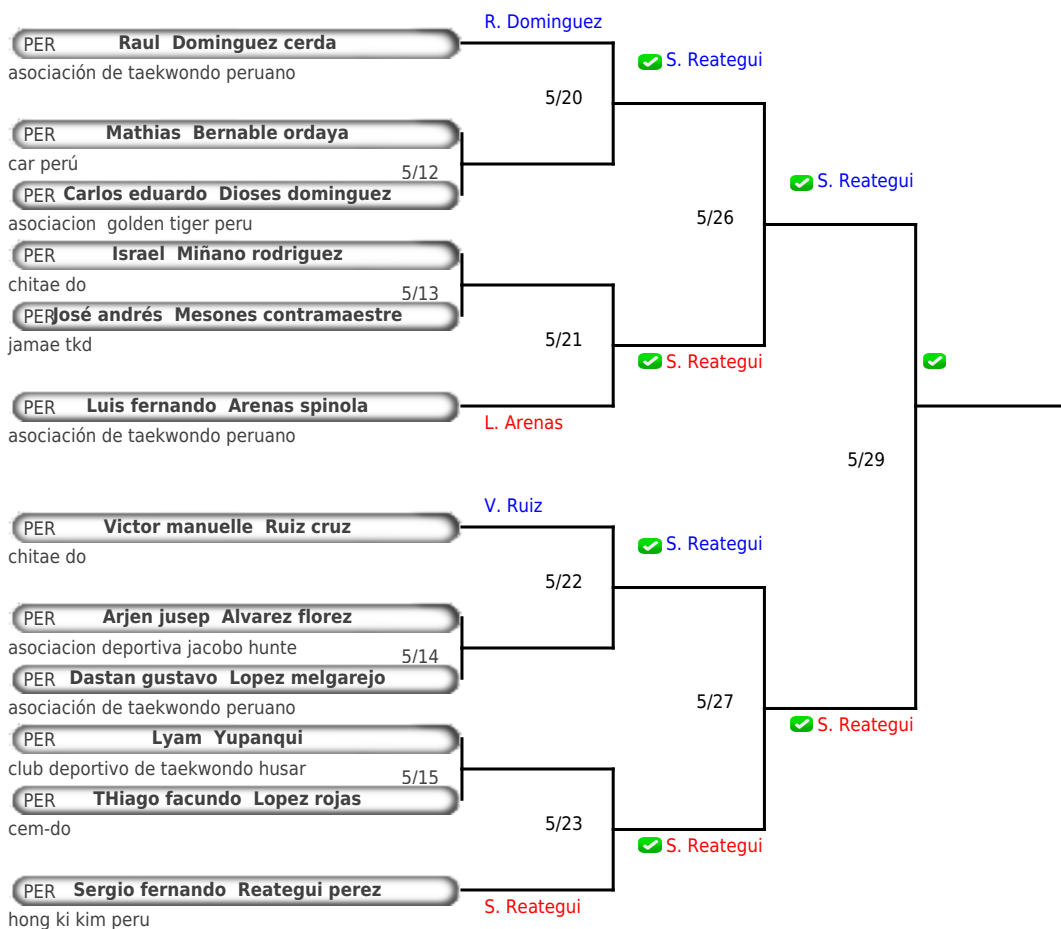 R. Dominguez
PER Raul Dominguez cerda
asociación de taekwondo peruano
S. Reategui
5/20
PER Mathias Bernable ordaya
car perú
5/12
PER Carlos eduardo Dioses dominguez
asociacion golden tiger peru
S. Reategui
5/26
PER Israel Miñano rodriguez
chitae do
5/13
PER José andrés Mesones contramaestre
jamae tkd
5/21
S. Reategui
PER Luis fernando Arenas spinola
L. Arenas
asociación de taekwondo peruano
5/29
V. Ruiz
PER Victor manuelle Ruiz cruz
chitae do
S. Reategui
5/22
PER Arjen jusep Alvarez florez
asociacion deportiva jacobo hunte
5/14
PER Dastan gustavo Lopez melgarejo
asociación de taekwondo peruano
5/27
S. Reategui
PER Lyam Yupanqui
club deportivo de taekwondo husar
5/15
PER THiago facundo Lopez rojas
cem-do
5/23
S. Reategui
PER Sergio fernando Reategui perez
S. Reategui
hong ki kim peru